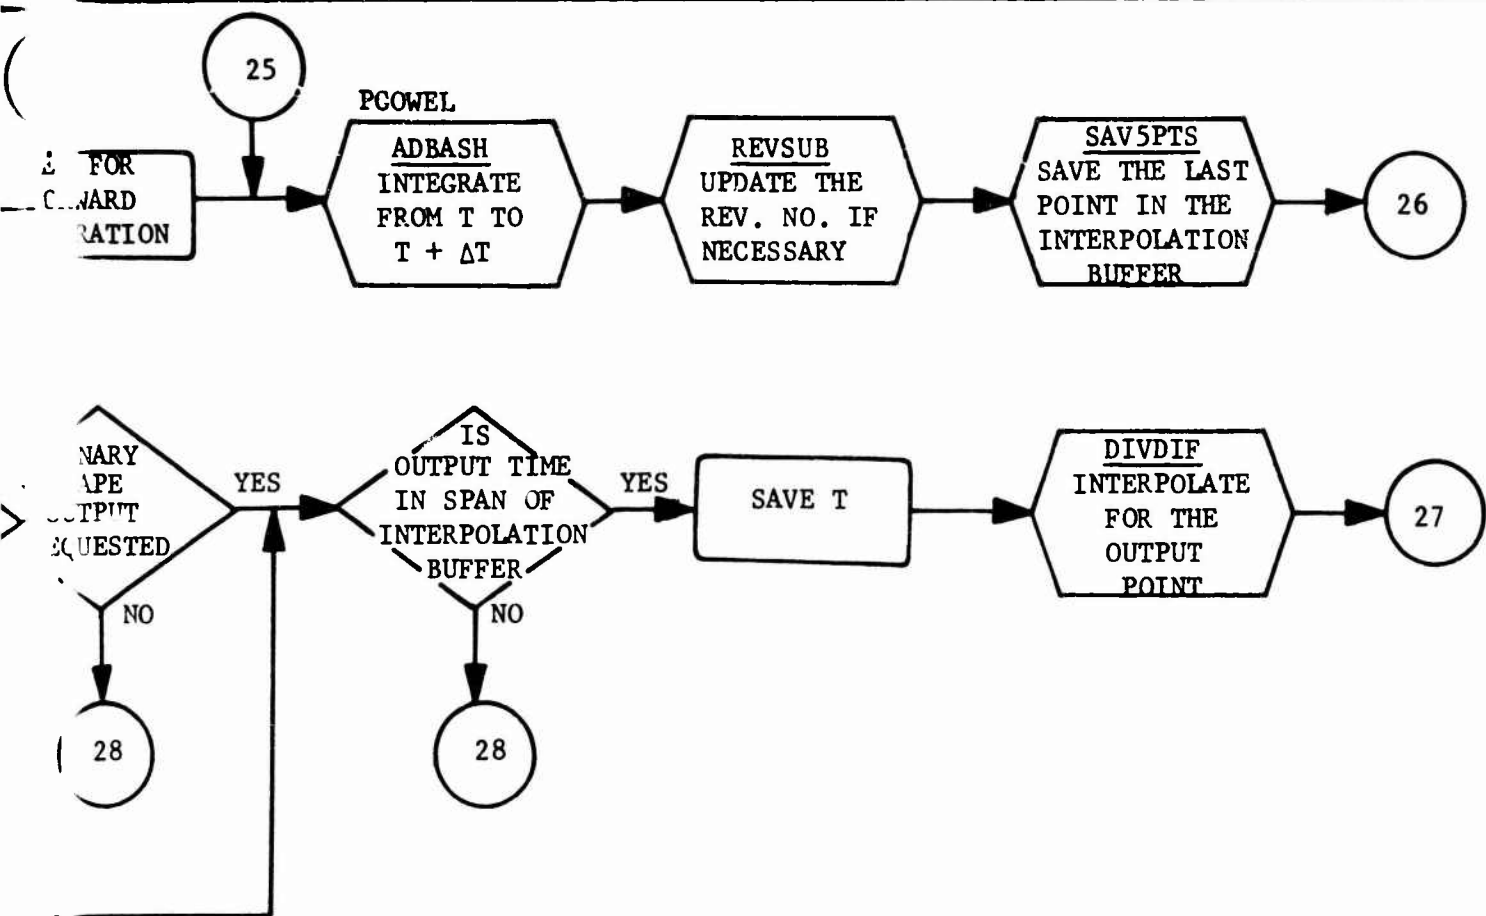 25
PCOWEL
FOR
ADBASH
INTEGRATE
FROM T TO
T + ΔT
REVSUB
UPDATE THE
REV. NO. IF
NECESSARY
SAV5PTS
SAVE THE LAST
POINT IN THE
INTERPOLATION
BUFFER
26
YES
NO
28
IS
OUTPUT TIME
IN SPAN OF
INTERPOLATION
BUFFER
YES
NO
28
SAVE T
DIVDIF
INTERPOLATE
FOR THE
OUTPUT
POINT
27